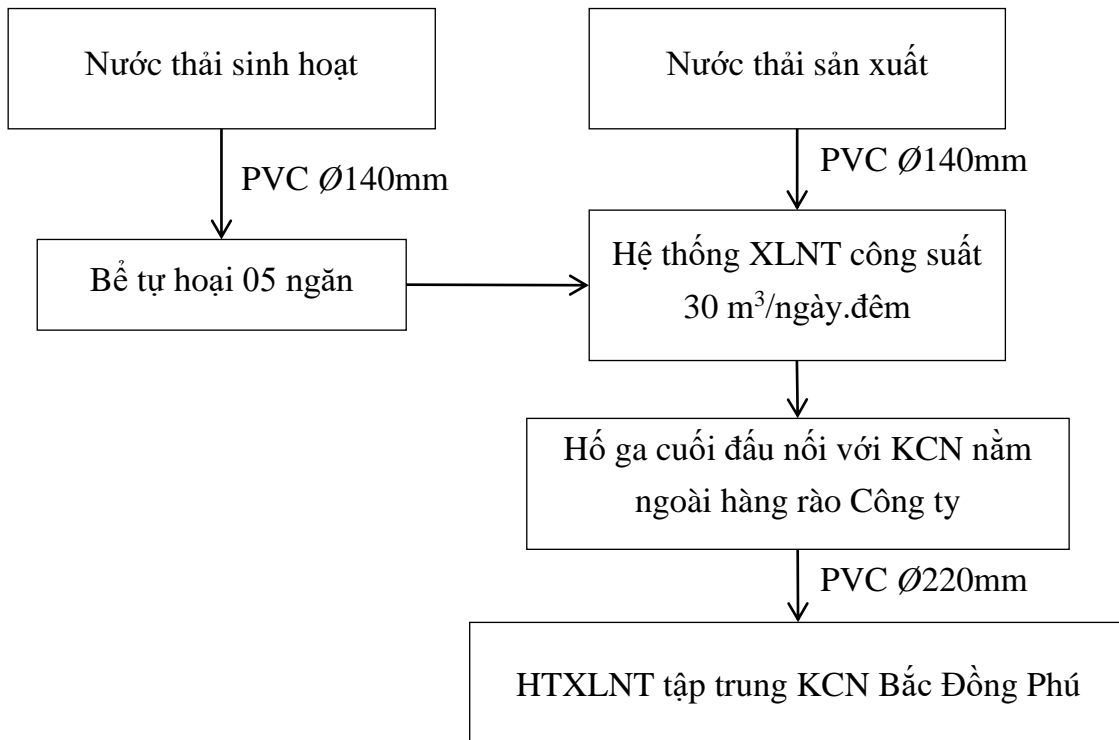 Nước thải sinh hoạt
Nước thải sản xuất
PVC Ø140mm
PVC Ø140mm
Bể tự hoại 05 ngăn
Hệ thống XLNT công suất
30 m³/ngày.đêm
Hố ga cuối đấu nối với KCN nằm
ngoài hàng rào Công ty
PVC Ø220mm
HTXLNT tập trung KCN Bắc Đồng Phú